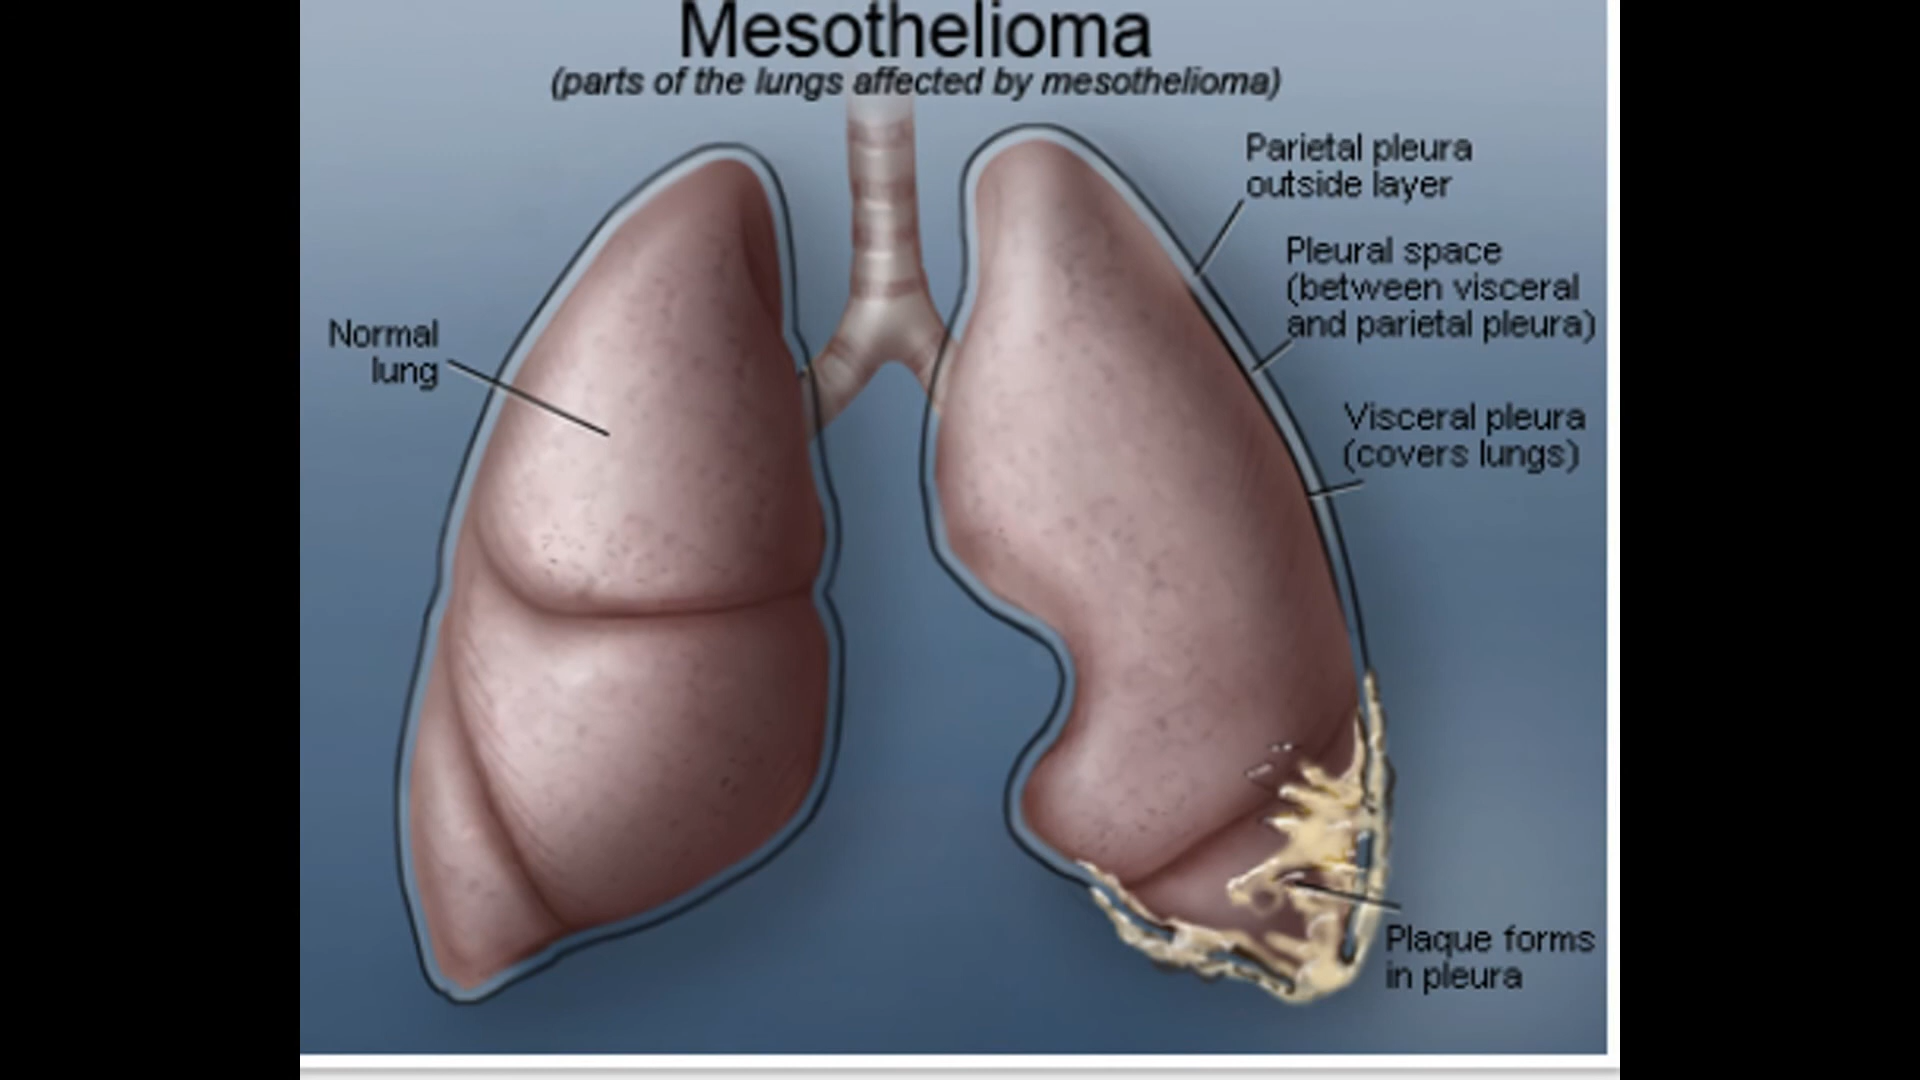 Mesothelioma
(parts of the lungs affected by mesothelioma)
Parietal pleura
outside layer
Pleural space
(between visceral
and parietal pleura)
Normal
lung
Visceral pleura
(covers lungs)
Plaque forms
in pleura